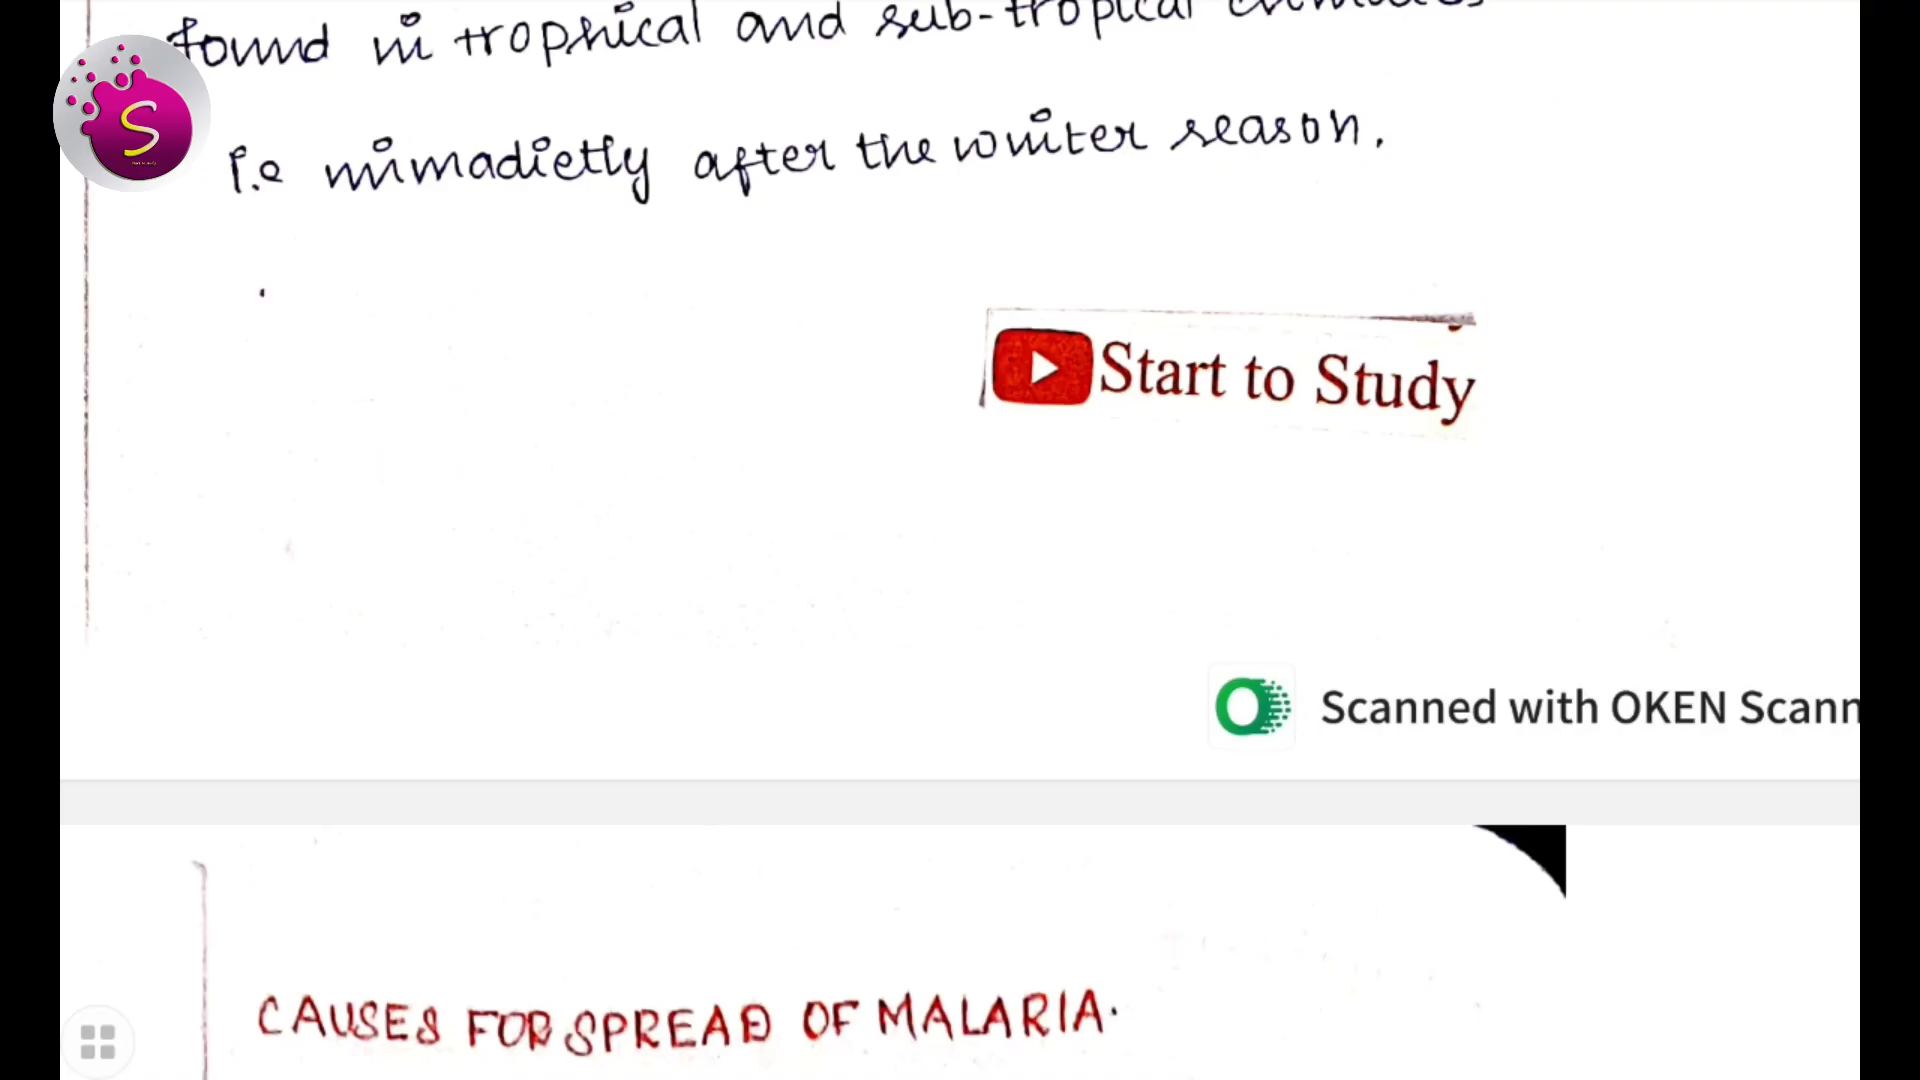 found in trophical and sub-tropical
i.e immadietly after the winter season.
S
Start to Study
Scanned with OKEN Scann
CAUSES FOR SPREAD OF MALARIA.